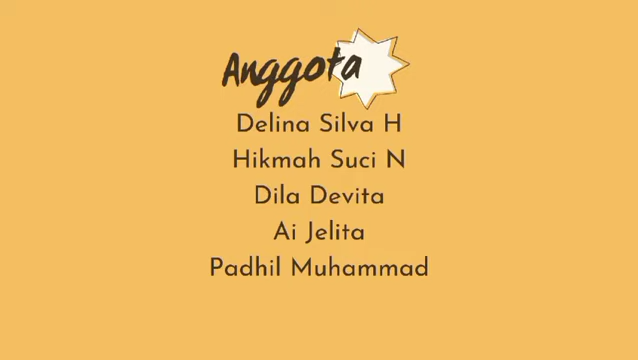 Anggota
Delina Silva H
Hikmah Suci N
Dila Devita
Ai Jelita
Padhil Muhammad